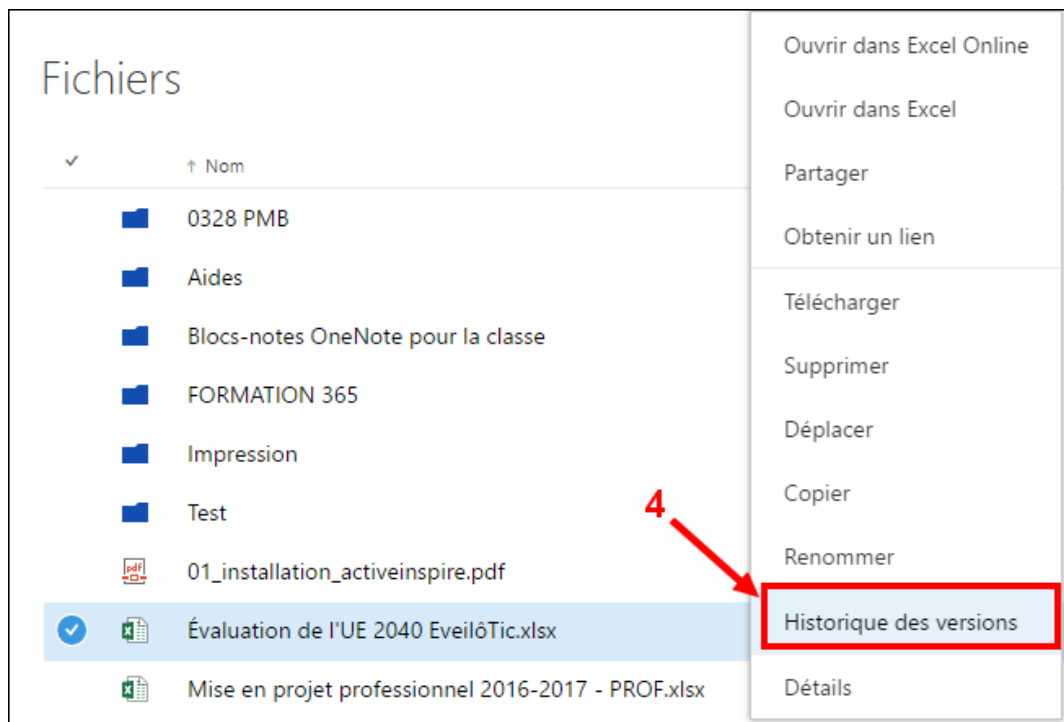 Fichiers
↑ Nom
0328 PMB
Aides
Blocs-notes OneNote pour la classe
FORMATION 365
Impression
Test
01_installation_activeinspire.pdf
Évaluation de l'UE 2040 EveilôTic.xlsx
Mise en projet professionnel 2016-2017 - PROF.xlsx
Ouvrir dans Excel Online
Ouvrir dans Excel
Partager
Obtenir un lien
Télécharger
Supprimer
Déplacer
Copier
Renommer
4
Historique des versions
Détails